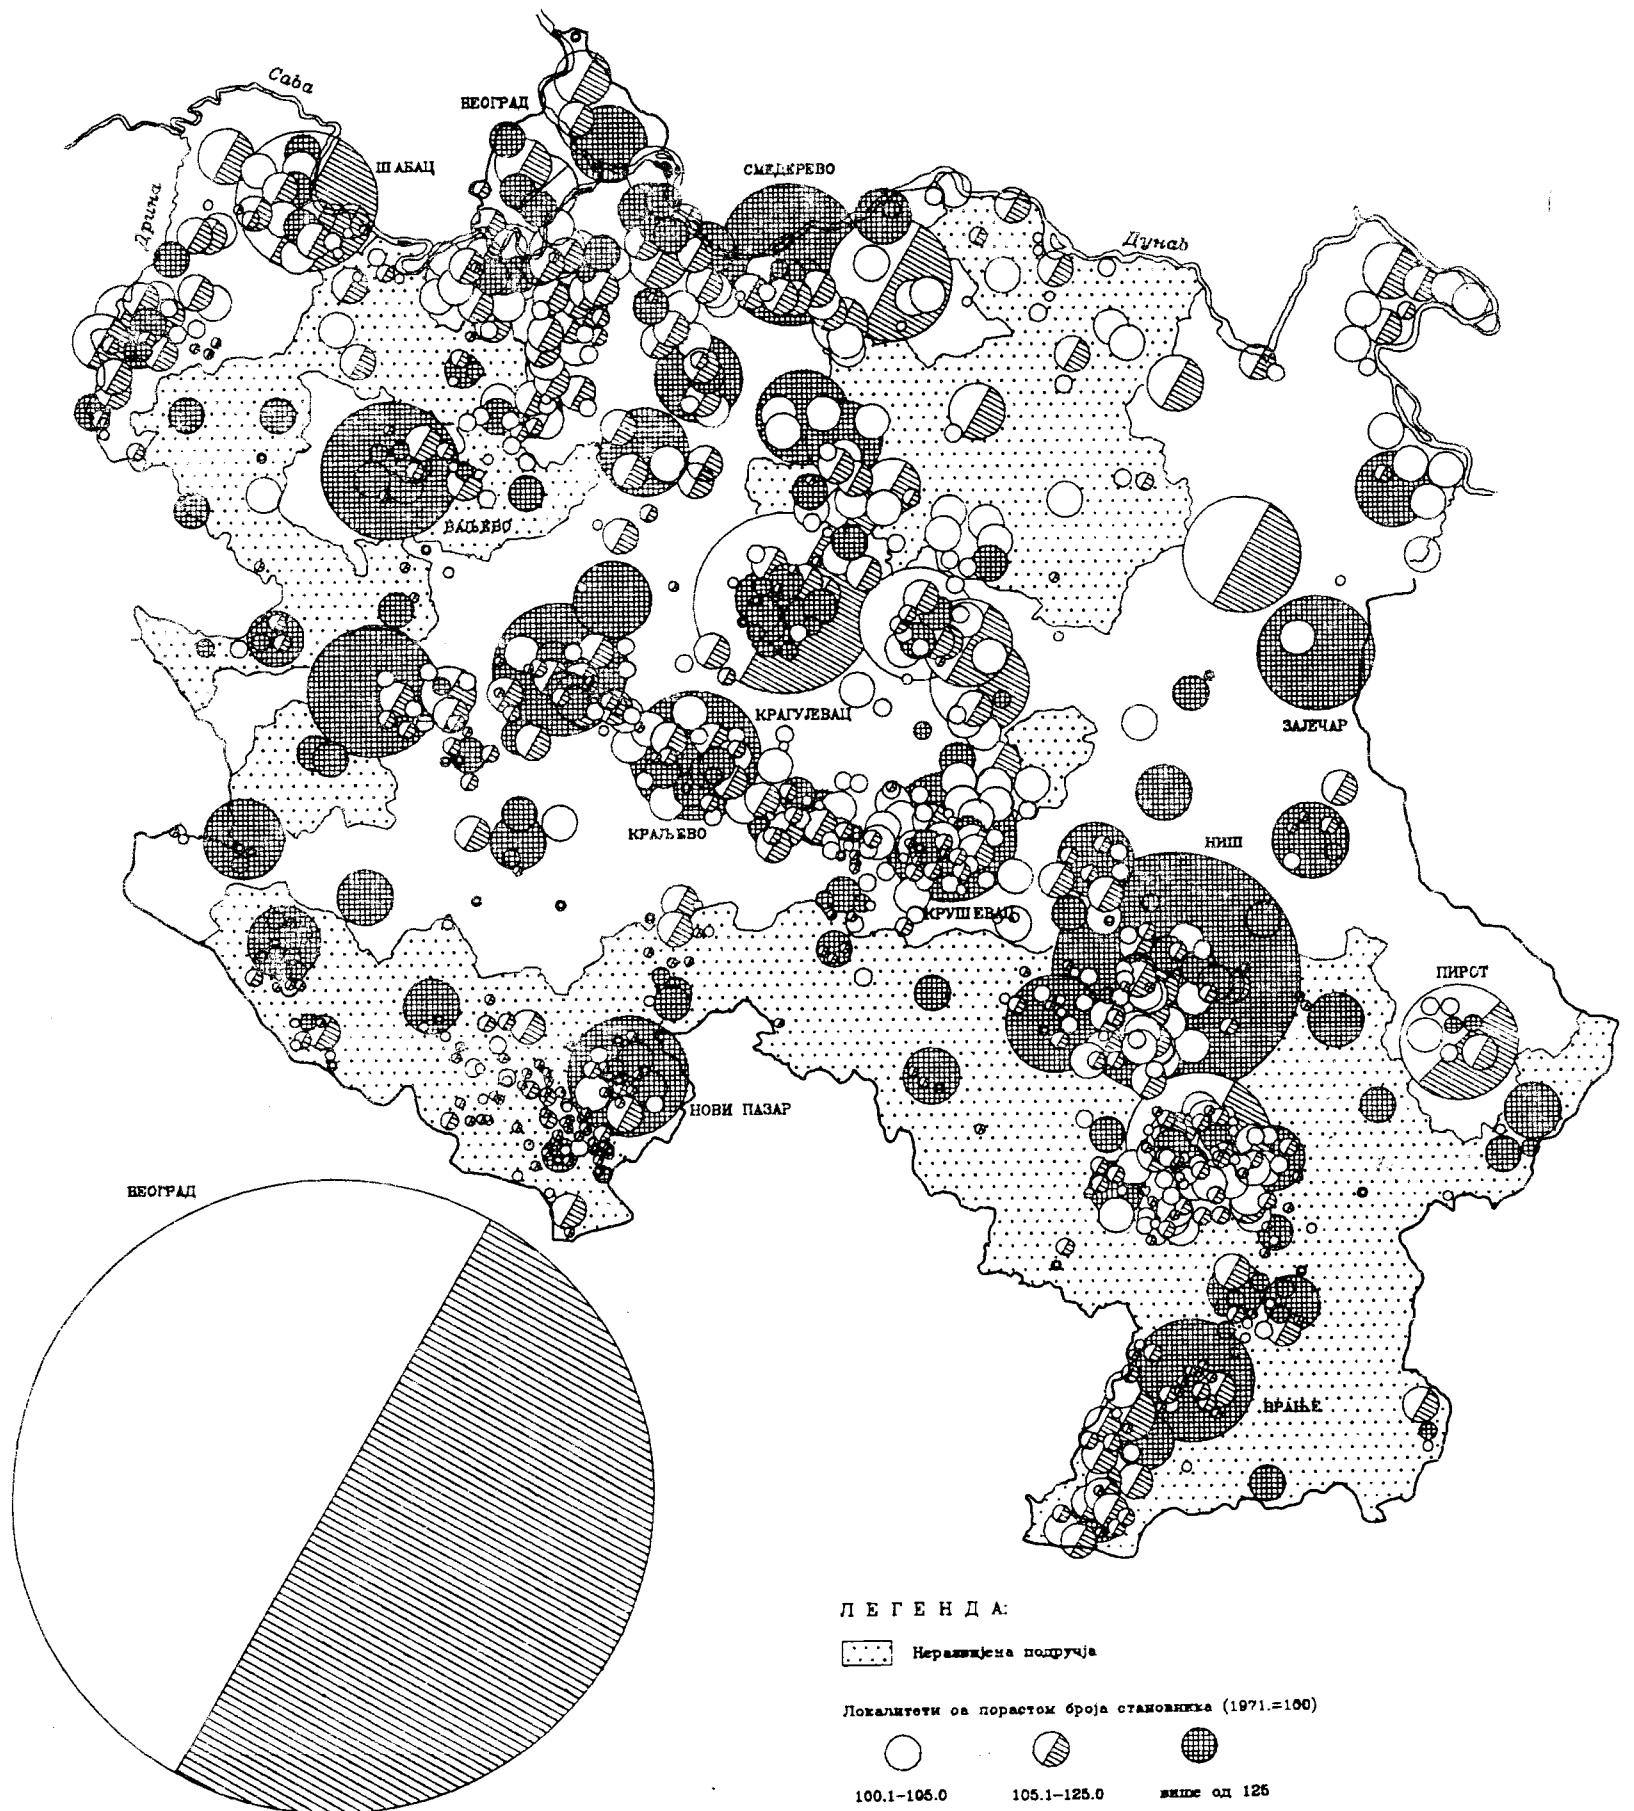 Сава
БЕОГРАД
ШАБАЦ
СМЕДЕРЕВО
Дрина
Дунав
ВАЉЕВО
КРАГУЈЕВАЦ
ЗАЈЕЧАР
КРАЉЕВО
НИШ
КРУШЕВАЦ
ПИРОТ
НОВИ ПАЗАР
БЕОГРАД
ВРАЊЕ
ЛЕГЕНДА:
Неразвијена подручја
Локалитети са порастом броја становника (1971.=100)
100.1-105.0 105.1-125.0 више од 125